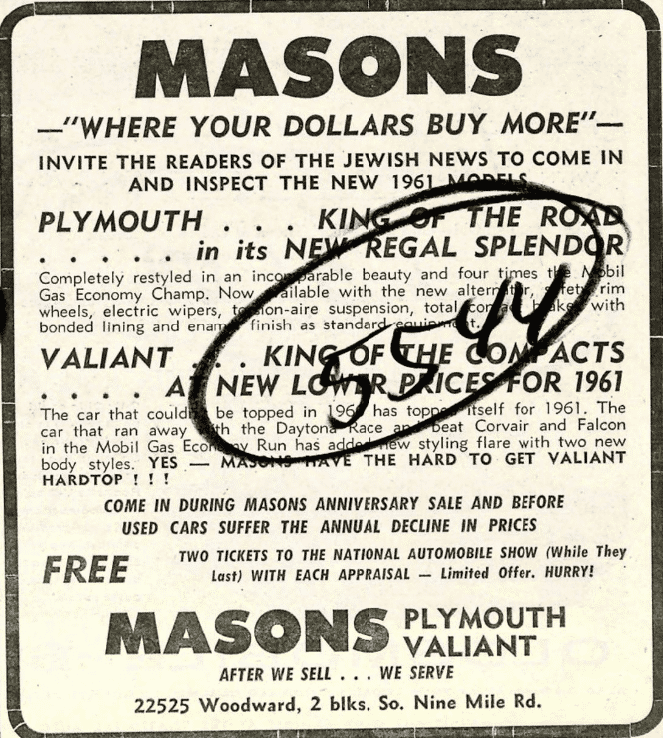 MASONS
—"WHERE YOUR DOLLARS BUY MORE"—
INVITE THE READERS OF THE JEWISH NEWS TO COME IN
AND INSPECT THE NEW 1961 MODELS
PLYMOUTH . . . KING OF THE ROAD
. . . . . in its NEW REGAL SPLENDOR
Completely restyled in an incomparable beauty and four times the Mobil
Gas Economy Champ. Now available with the new alternator, safety rim
wheels, electric wipers, torsion-aire suspension, total contact brakes with
bonded lining and enamel finish as standard equipment.
VALIANT . . . KING OF THE COMPACTS
. . . . AT NEW LOWER PRICES FOR 1961
The car that couldn't be topped in 1960 has topped itself for 1961. The
car that ran away with the Daytona Race and beat Corvair and Falcon
in the Mobil Gas Economy Run has added new styling flare with two new
body styles. YES — MASONS HAVE THE HARD TO GET VALIANT
HARDTOP ! ! !
5544
COME IN DURING MASONS ANNIVERSARY SALE AND BEFORE
USED CARS SUFFER THE ANNUAL DECLINE IN PRICES
FREE TWO TICKETS TO THE NATIONAL AUTOMOBILE SHOW (While They
Last) WITH EACH APPRAISAL — Limited Offer. HURRY!
MASONS PLYMOUTH
VALIANT
AFTER WE SELL . . . WE SERVE
22525 Woodward, 2 blks. So. Nine Mile Rd.